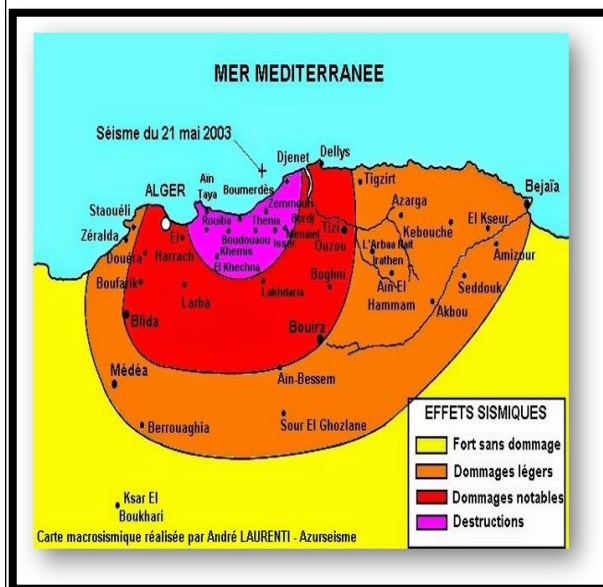 MER MEDITERRANEE
Séisme du 21 mai 2003
Djenet
Dellys
Ain
Taya
Boumerdès
Zemmouri
Tigzirt
ALGER
Staouéli
Zéralda
Rouiba
Thenia
Bordj
Menaiel
Azarga
Bejaïa
El
Harrach
Boudouaou
Isser
Tizi
Ouzou
Kebouche
El Kseur
Douéra
Khemis
El Khechna
L'Arbaa Nait
Irathen
Amizour
Boufarik
Larba
Lakhdaria
Boghni
Aïn El
Hammam
Seddouk
Akbou
Blida
Bouira
Médéa
Ain-Bessem
Berrouaghia
Sour El Ghozlane
Ksar El
Boukhari
EFFETS SISMIQUES
Fort sans dommage
Dommages légers
Dommages notables
Destructions
Carte macrosismique réalisée par André LAURENTI - Azurseisme